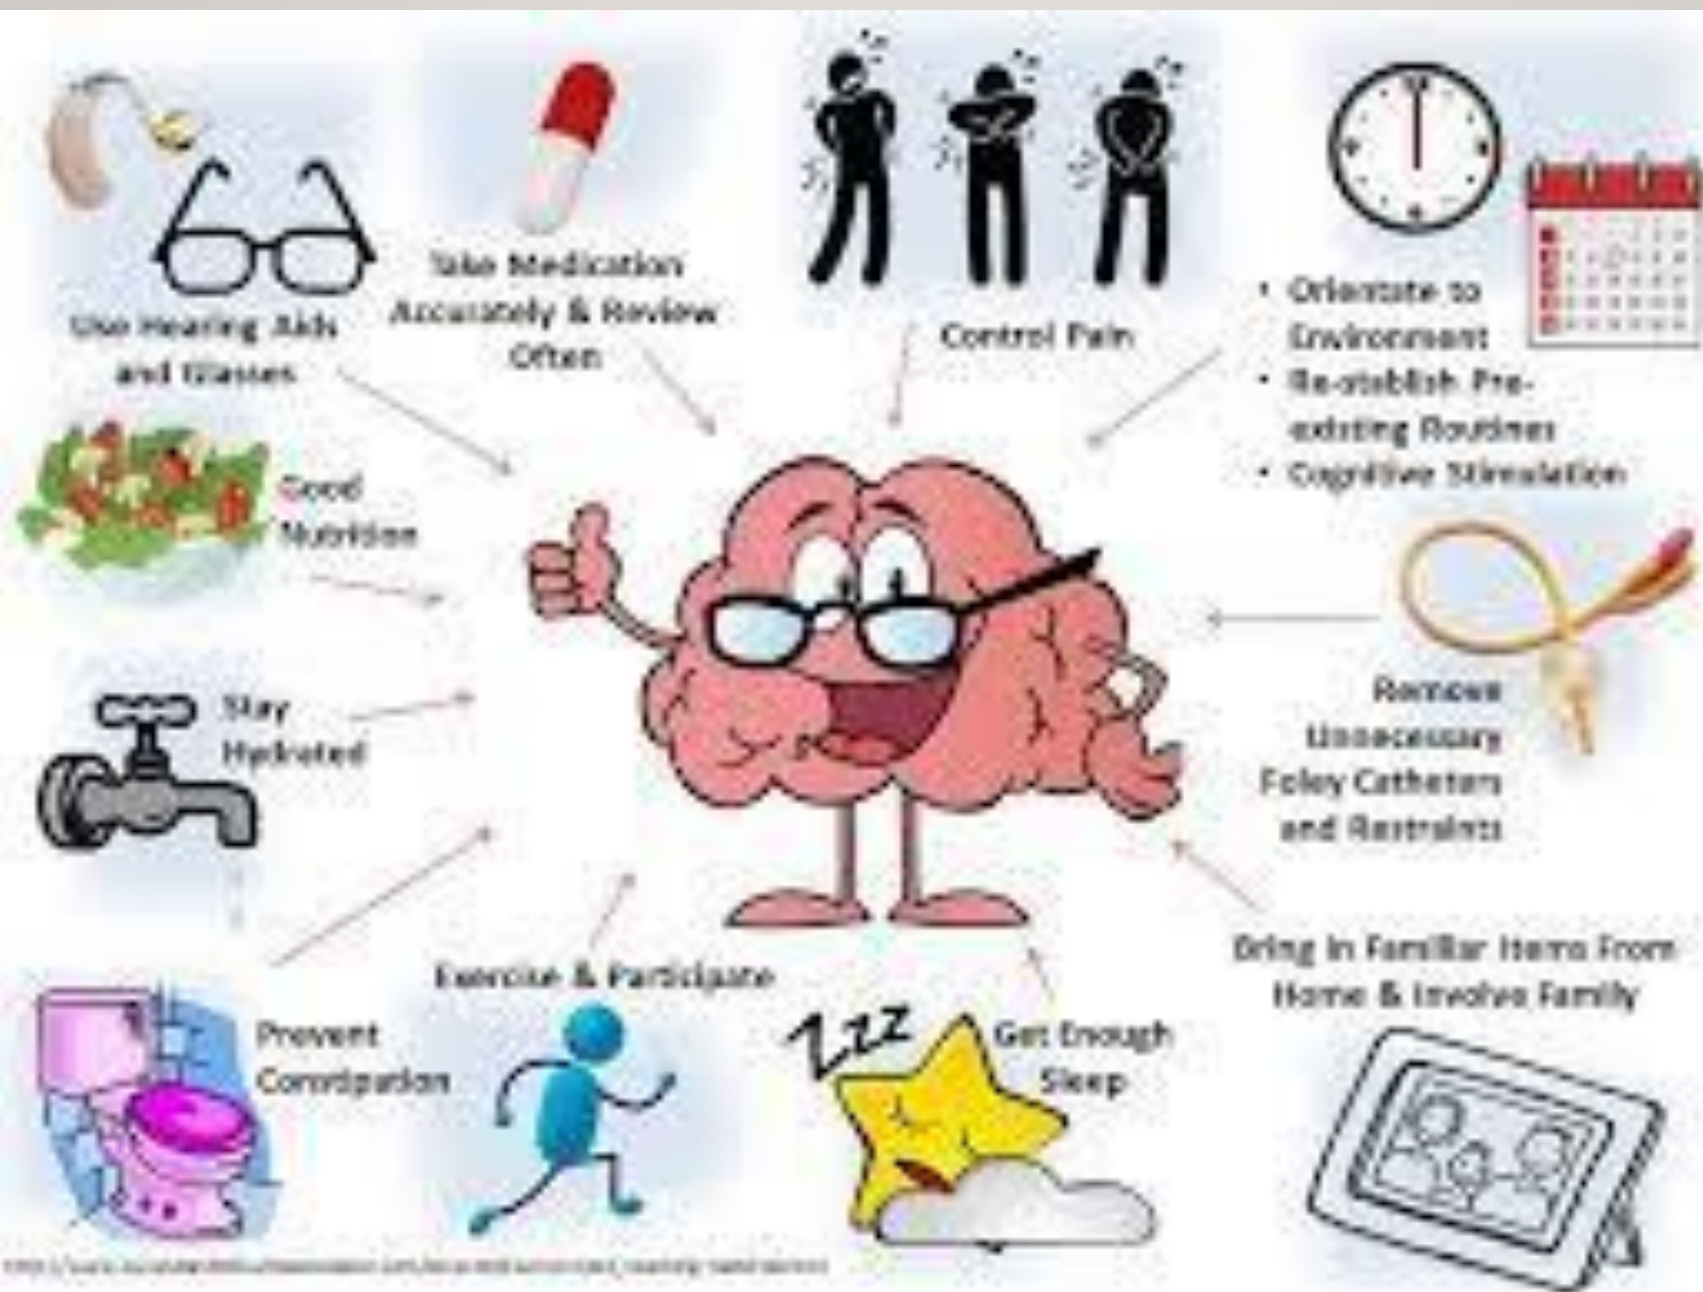 Use Hearing Aids
and Glasses
Take Medication
Accurately & Review
Often
Control Pain
• Orientate to
Environment
• Re-stablish Pre-
existing Routines
• Cognitive Stimulation
Good
Nutrition
Stay
Hydrated
Remove
Unnecessary
Foley Catheters
and Restraints
Prevent
Constipation
Exercise & Participate
Zzz
Get Enough
Sleep
Bring in Familiar Items From
Home & Involve Family